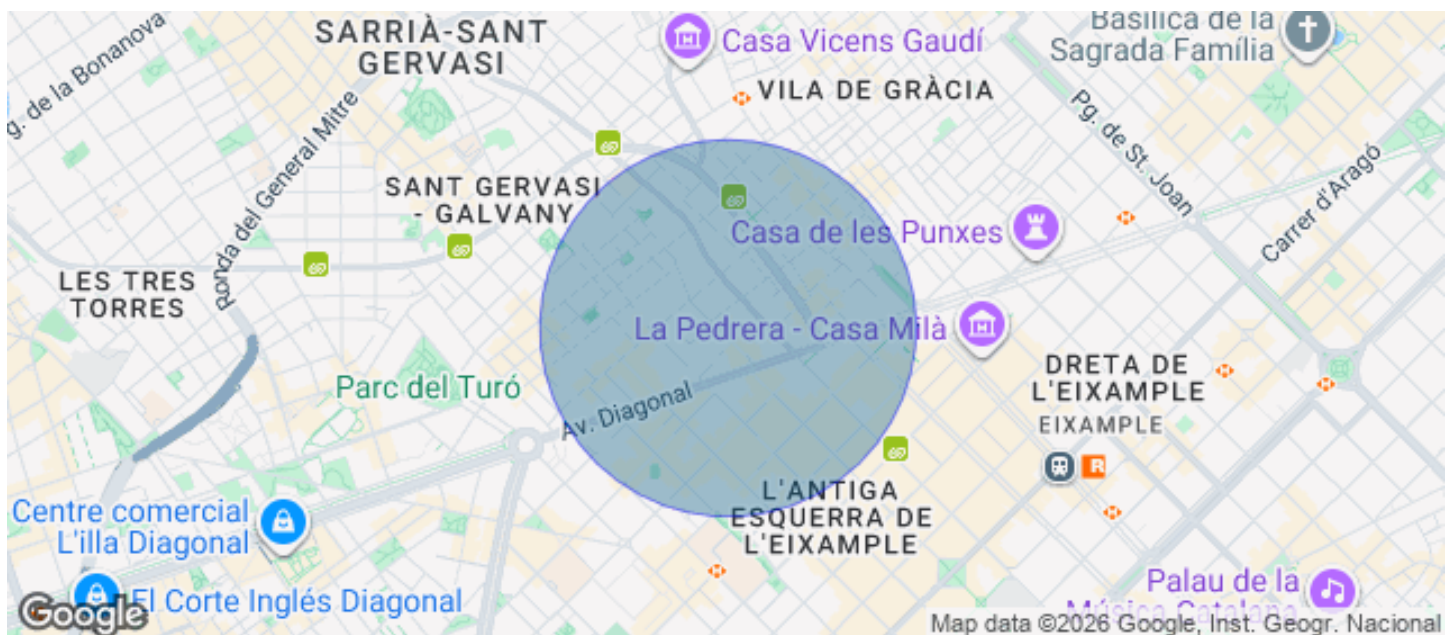 SARRIÀ-SANT
GERVASI
Pg. de la Bonanova
Casa Vicens Gaudí
Basílica de la
Sagrada Família
VILA DE GRÀCIA
Ronda del General Mitre
Pg. de St. Joan
Carrer d'Aragó
SANT GERVASI
- GALVANY
Casa de les Punxes
LES TRES
TORRES
La Pedrera - Casa Milà
Parc del Turó
Av. Diagonal
DRETA DE
L'EIXAMPLE
EIXAMPLE
R
L'ANTIGA
ESQUERRA DE
L'EIXAMPLE
Centre comercial
L'illa Diagonal
El Corte Inglés Diagonal
Palau de la
Música Catalana
Google
Map data ©2026 Google, Inst. Geogr. Nacional